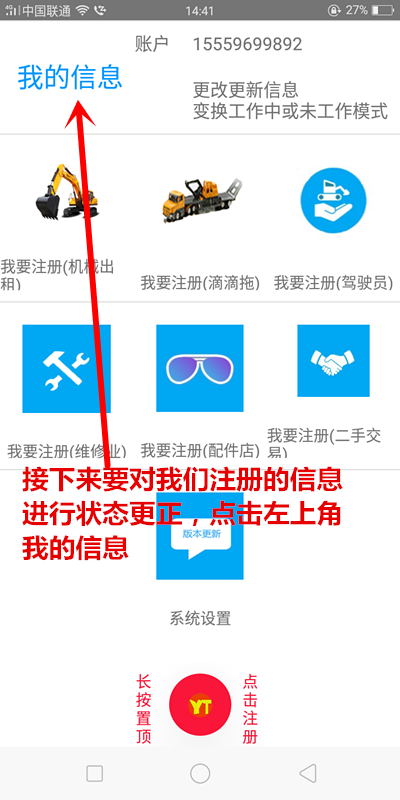 4G 中国联通 14:41 27%
账户 15559699892
我的信息
更改更新信息
变换工作中或未工作模式
我要注册(机械出
租)
我要注册(滴滴拖)
我要注册(驾驶员)
我要注册(维修业)
我要注册(配件店)
我要注册(二手交
易)
接下来要对我们注册的信息
进行状态更正，点击左上角
我的信息
版本更新
系统设置
长按置顶
YT
点击注册